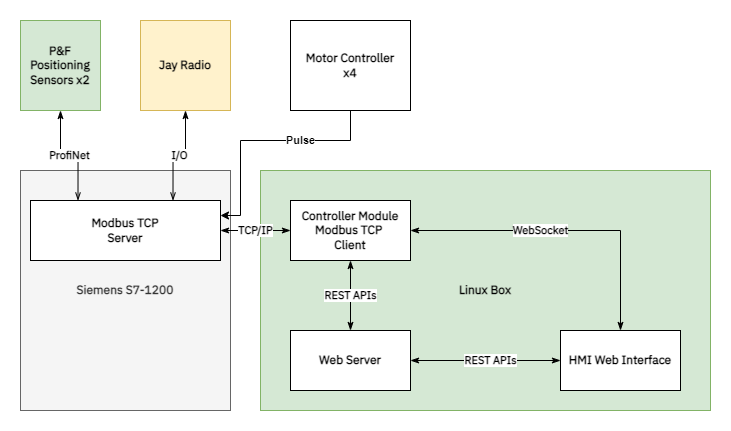 P&F
Positioning
Sensors x2
Jay Radio
Motor Controller
x4
Pulse
ProfiNet
I/O
Modbus TCP
Server
TCP/IP
Controller Module
Modbus TCP
Client
WebSocket
Siemens S7-1200
REST APIs
Linux Box
Web Server
REST APIs
HMI Web Interface